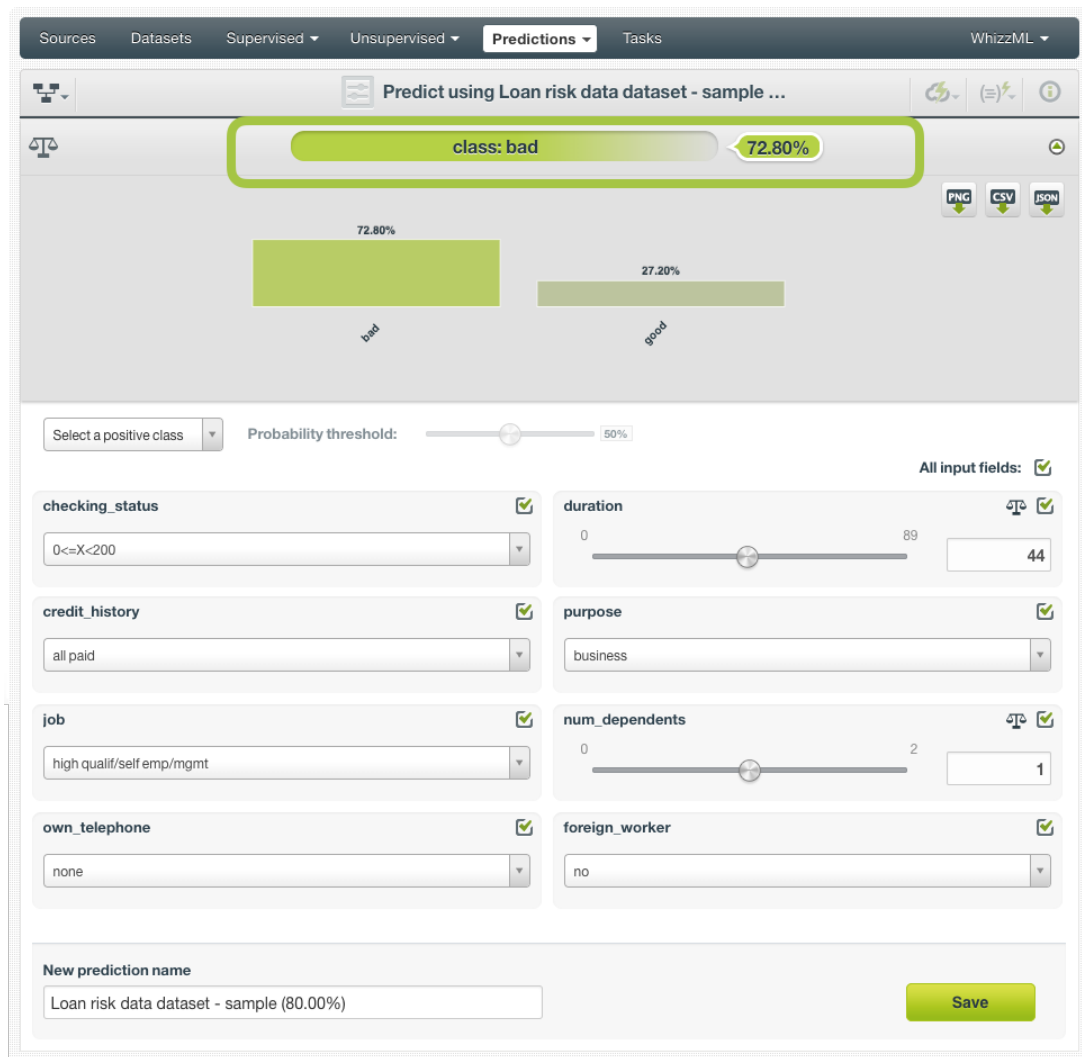 Sources Datasets Supervised Unsupervised Predictions Tasks WhizzML
Predict using Loan risk data dataset - sample ...
(=)
class: bad 72.80%
PNG CSV JSON
72.80%
27.20%
bad good
Select a positive class Probability threshold: 50%
All input fields:
checking_status duration
0 89
0<=X<200 44
credit_history purpose
all paid business
job num_dependents
0 2
high qualif/self emp/mgmt 1
own_telephone foreign_worker
none no
New prediction name
Loan risk data dataset - sample (80.00%) Save